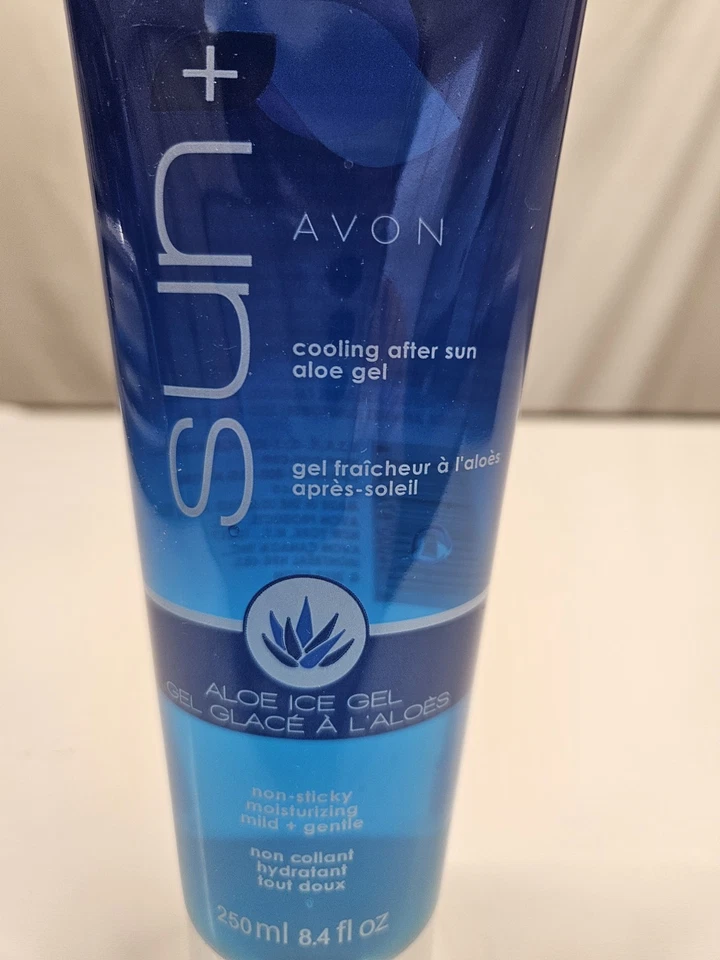 sun+
AVON
cooling after sun
aloe gel
gel fraîcheur à l'aloès
après-soleil
ALOE ICE GEL
GEL GLACÉ À L'ALOÈS
non-sticky
moisturizing
mild + gentle
non collant
hydratant
tout doux
250ml 8.4 fl oz